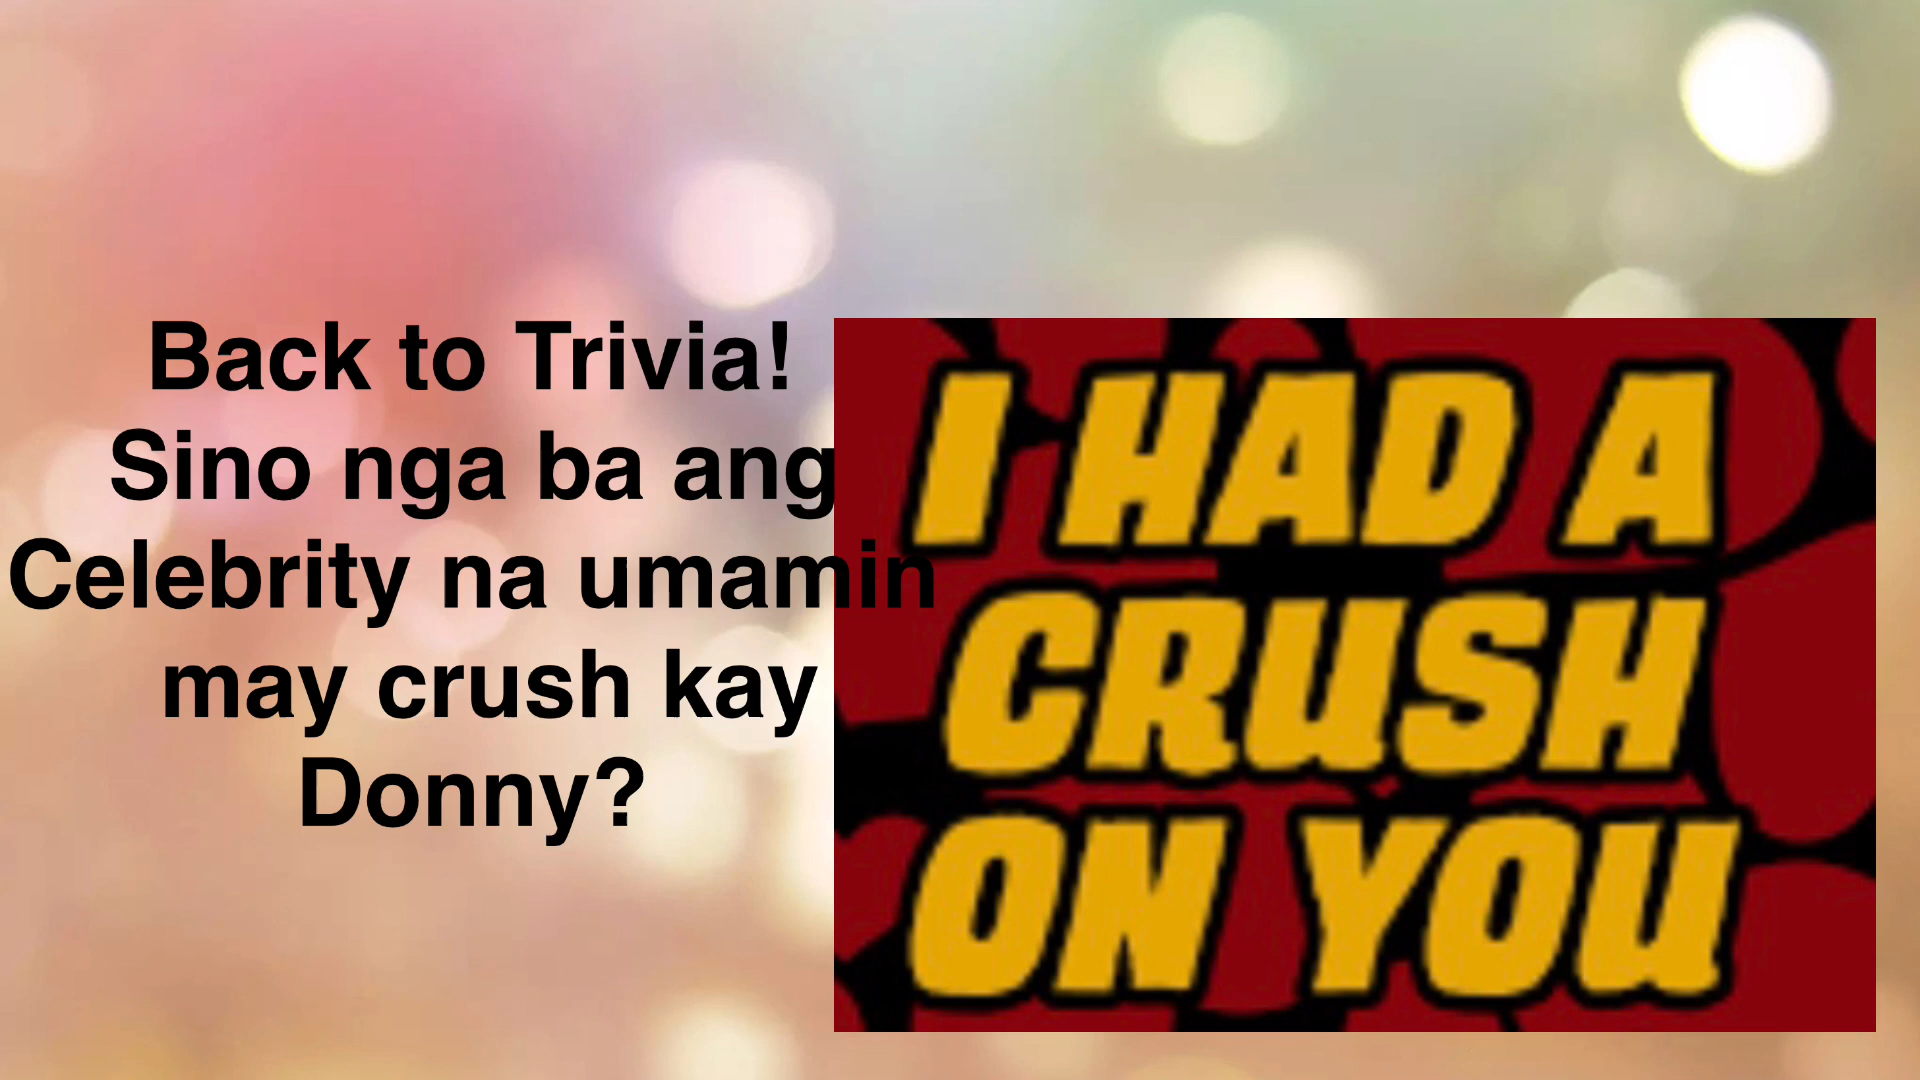 Back to Trivia!
Sino nga ba ang
Celebrity na umamin
may crush kay
Donny?
I HAD A
CRUSH
ON YOU